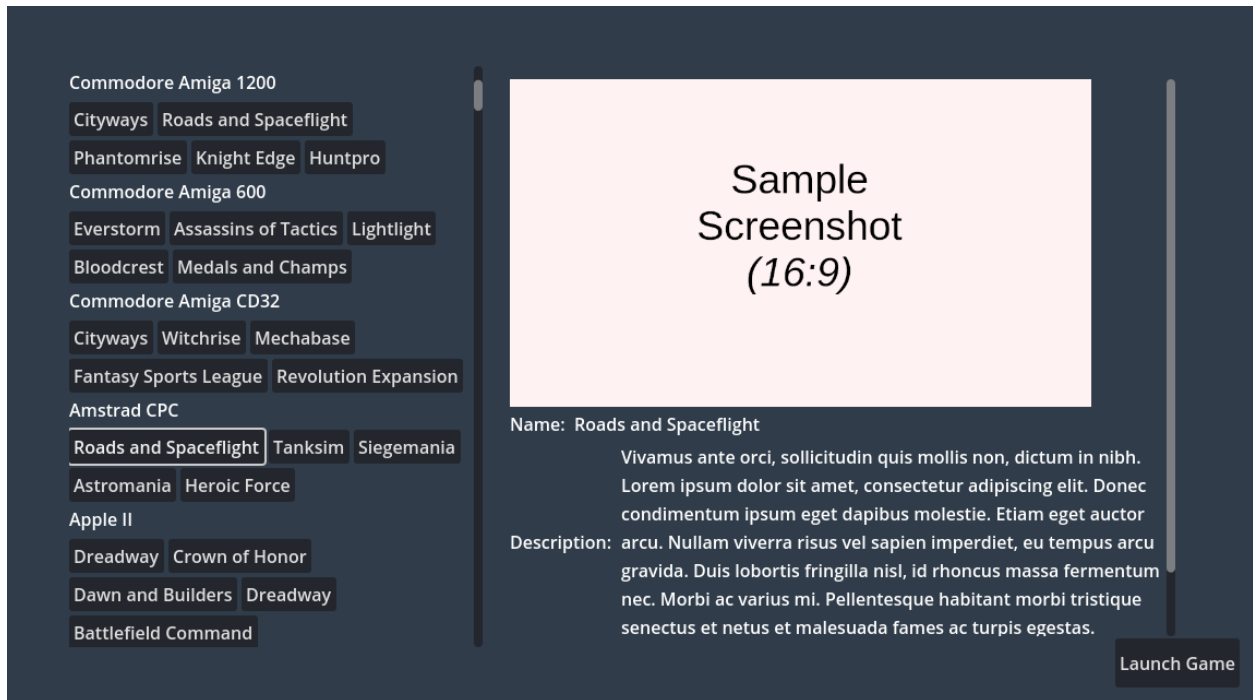 Commodore Amiga 1200
Cityways Roads and Spaceflight
Phantomrise Knight Edge Huntpro
Commodore Amiga 600
Everstorm Assassins of Tactics Lightlight
Bloodcrest Medals and Champs
Commodore Amiga CD32
Cityways Witchrise Mechabase
Fantasy Sports League Revolution Expansion
Amstrad CPC
Roads and Spaceflight Tanksim Siegemania
Astromania Heroic Force
Apple II
Dreadway Crown of Honor
Dawn and Builders Dreadway
Battlefield Command
Sample
Screenshot
(16:9)
Name: Roads and Spaceflight
Vivamus ante orci, sollicitudin quis mollis non, dictum in nibh.
Lorem ipsum dolor sit amet, consectetur adipiscing elit. Donec
condimentum ipsum eget dapibus molestie. Etiam eget auctor
Description: arcu. Nullam viverra risus vel sapien imperdiet, eu tempus arcu
gravida. Duis lobortis fringilla nisl, id rhoncus massa fermentum
nec. Morbi ac varius mi. Pellentesque habitant morbi tristique
senectus et netus et malesuada fames ac turpis egestas.
Launch Game